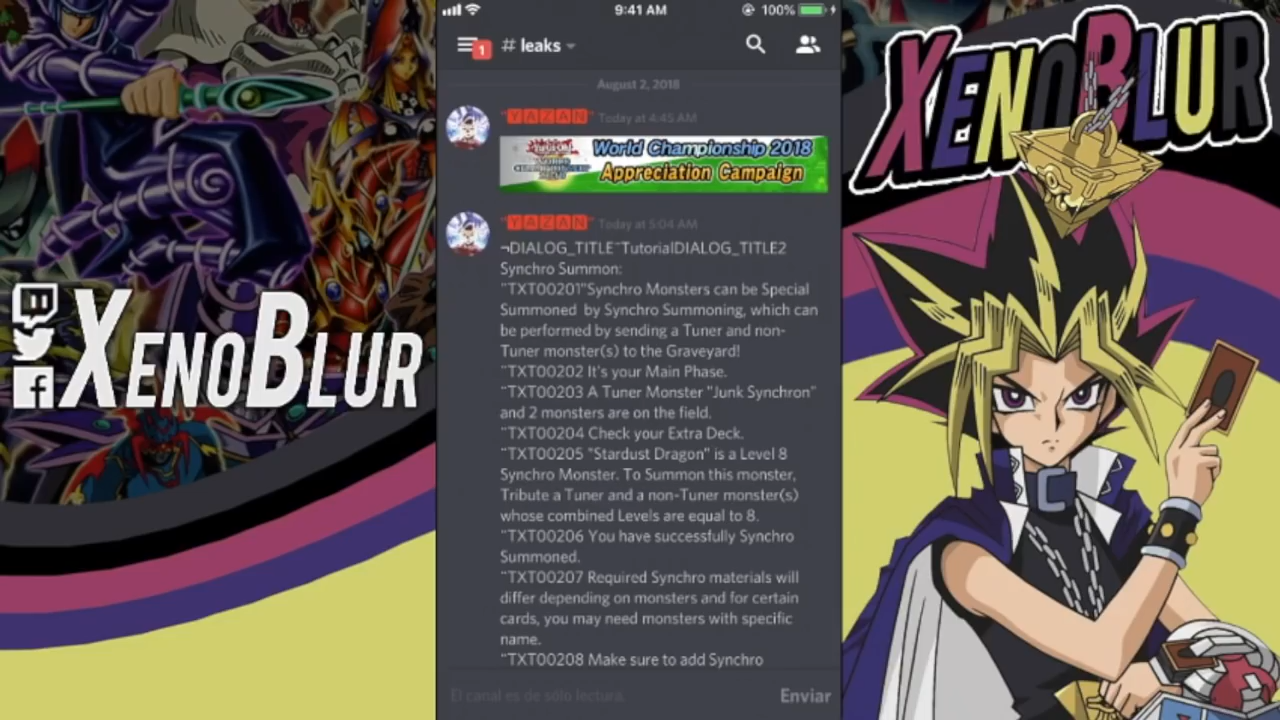 9:41 AM
100%
1
# leaks
August 2, 2018
"YAZAN" Today at 4:45 AM
World Championship 2018
Appreciation Campaign
"YAZAN" Today at 5:04 AM
¬DIALOG_TITLE"TutorialDIALOG_TITLE2
Synchro Summon:
"TXT00201"Synchro Monsters can be Special
Summoned by Synchro Summoning, which can
be performed by sending a Tuner and non-
Tuner monster(s) to the Graveyard!
"TXT00202 It's your Main Phase.
"TXT00203 A Tuner Monster "Junk Synchron"
and 2 monsters are on the field.
"TXT00204 Check your Extra Deck.
"TXT00205 "Stardust Dragon" is a Level 8
Synchro Monster. To Summon this monster,
Tribute a Tuner and a non-Tuner monster(s)
whose combined Levels are equal to 8.
"TXT00206 You have successfully Synchro
Summoned.
"TXT00207 Required Synchro materials will
differ depending on monsters and for certain
cards, you may need monsters with specific
name.
"TXT00208 Make sure to add Synchro
El canal es de sólo lectura.
Enviar
XENOBLUR
XENOBLUR